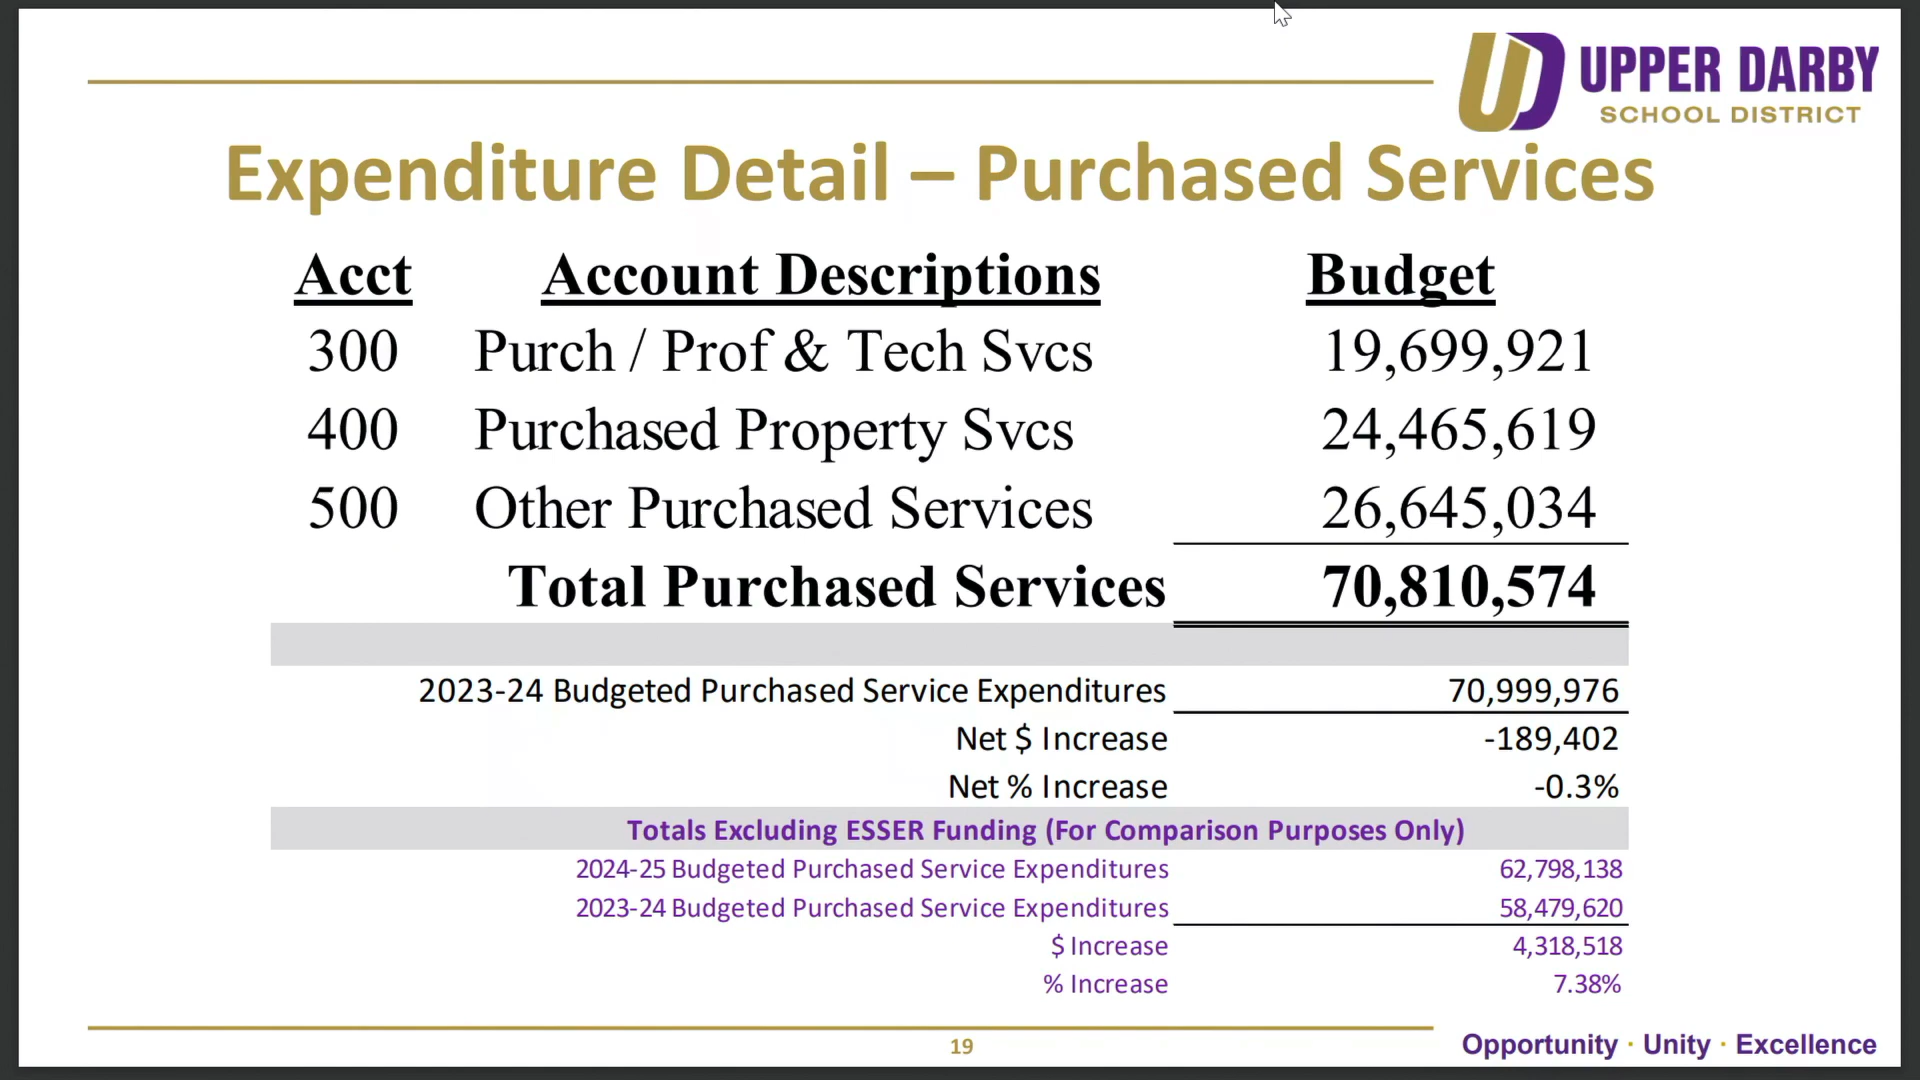 UPPER DARBY
SCHOOL DISTRICT
Expenditure Detail – Purchased Services
Acct Account Descriptions Budget
300 Purch / Prof & Tech Svcs 19,699,921
400 Purchased Property Svcs 24,465,619
500 Other Purchased Services 26,645,034
Total Purchased Services 70,810,574
2023-24 Budgeted Purchased Service Expenditures 70,999,976
Net $ Increase -189,402
Net % Increase -0.3%
Totals Excluding ESSER Funding (For Comparison Purposes Only)
2024-25 Budgeted Purchased Service Expenditures 62,798,138
2023-24 Budgeted Purchased Service Expenditures 58,479,620
$ Increase 4,318,518
% Increase 7.38%
19
Opportunity · Unity · Excellence